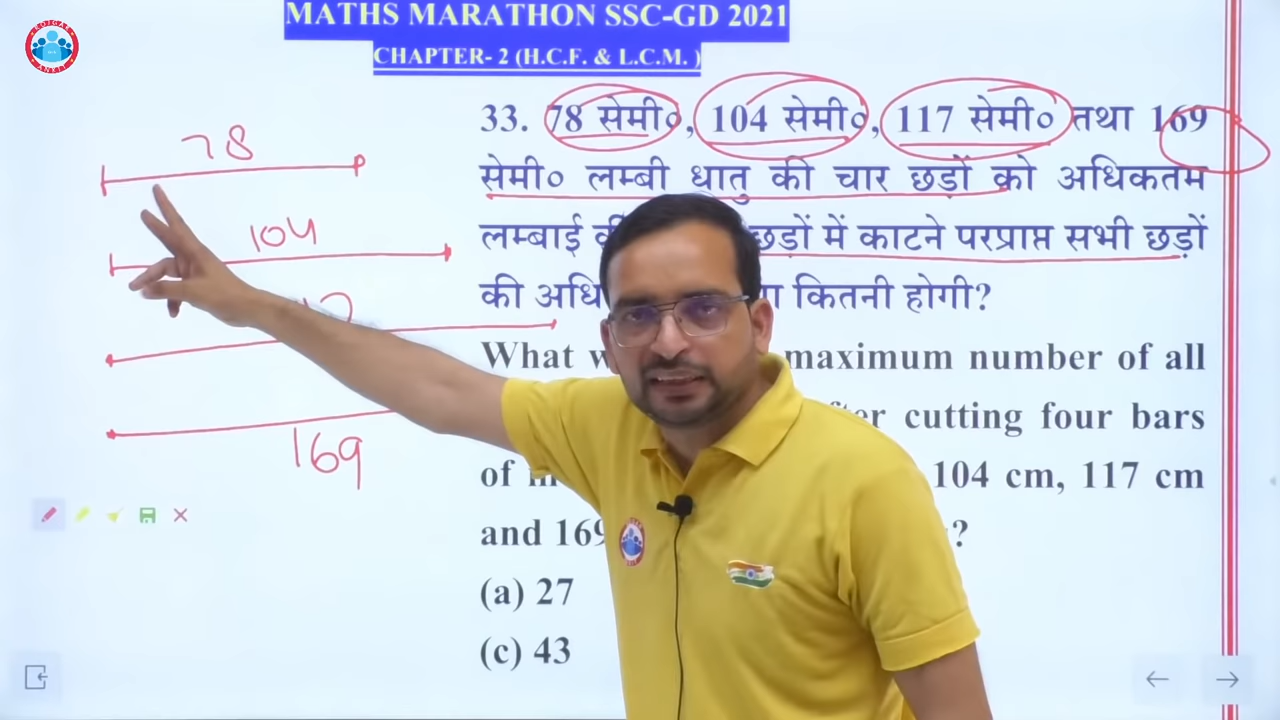 MATHS MARATHON SSC-GD 2021
CHAPTER- 2 (H.C.F. & L.C.M. )
ROJGAR
ANKIT
33. 78 सेमी०, 104 सेमी०, 117 सेमी० तथा 169
सेमी० लम्बी धातु की चार छड़ों को अधिकतम
लम्बाई छड़ों में काटने परप्राप्त सभी छड़ों
की कितनी होगी?
What maximum number of all
cutting four bars
of 104 cm, 117 cm
and 169 ?
(a) 27
(c) 43
78
104
169